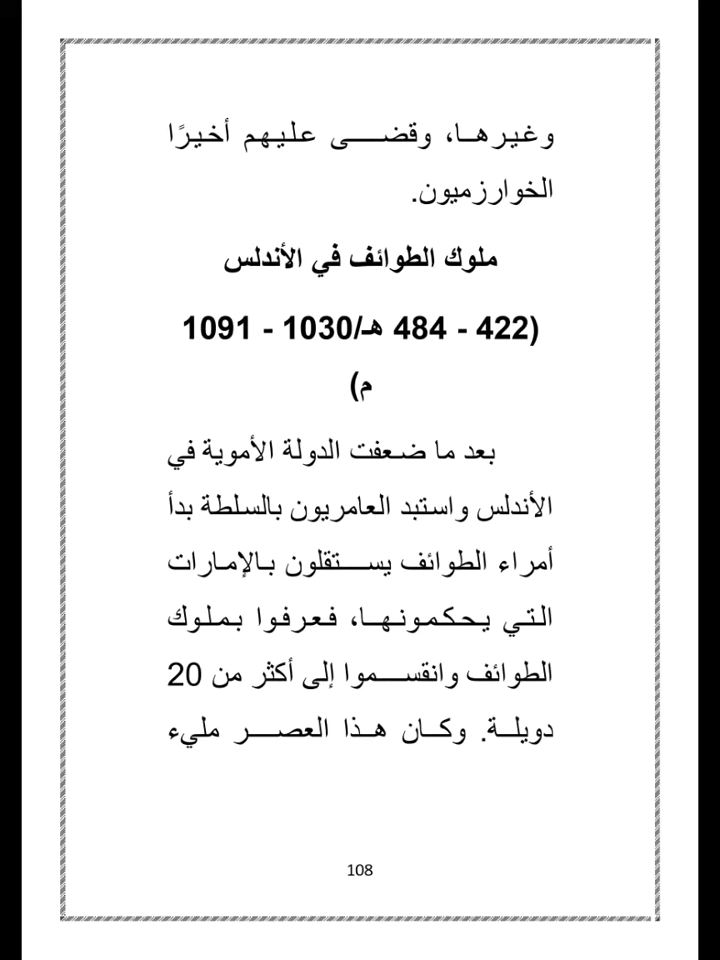 وغيرها، وقضى عليهم أخيرًا
الخوارزميون.
ملوك الطوائف في الأندلس
(422 - 484 هـ/1030 - 1091
م)
بعد ما ضعفت الدولة الأموية في
الأندلس واستبد العامريون بالسلطة بدأ
أمراء الطوائف يستقلون بالإمارات
التي يحكمونها، فعرفوا بملوك
الطوائف وانقسموا إلى أكثر من 20
دويلة. وكان هذا العصر مليء
108